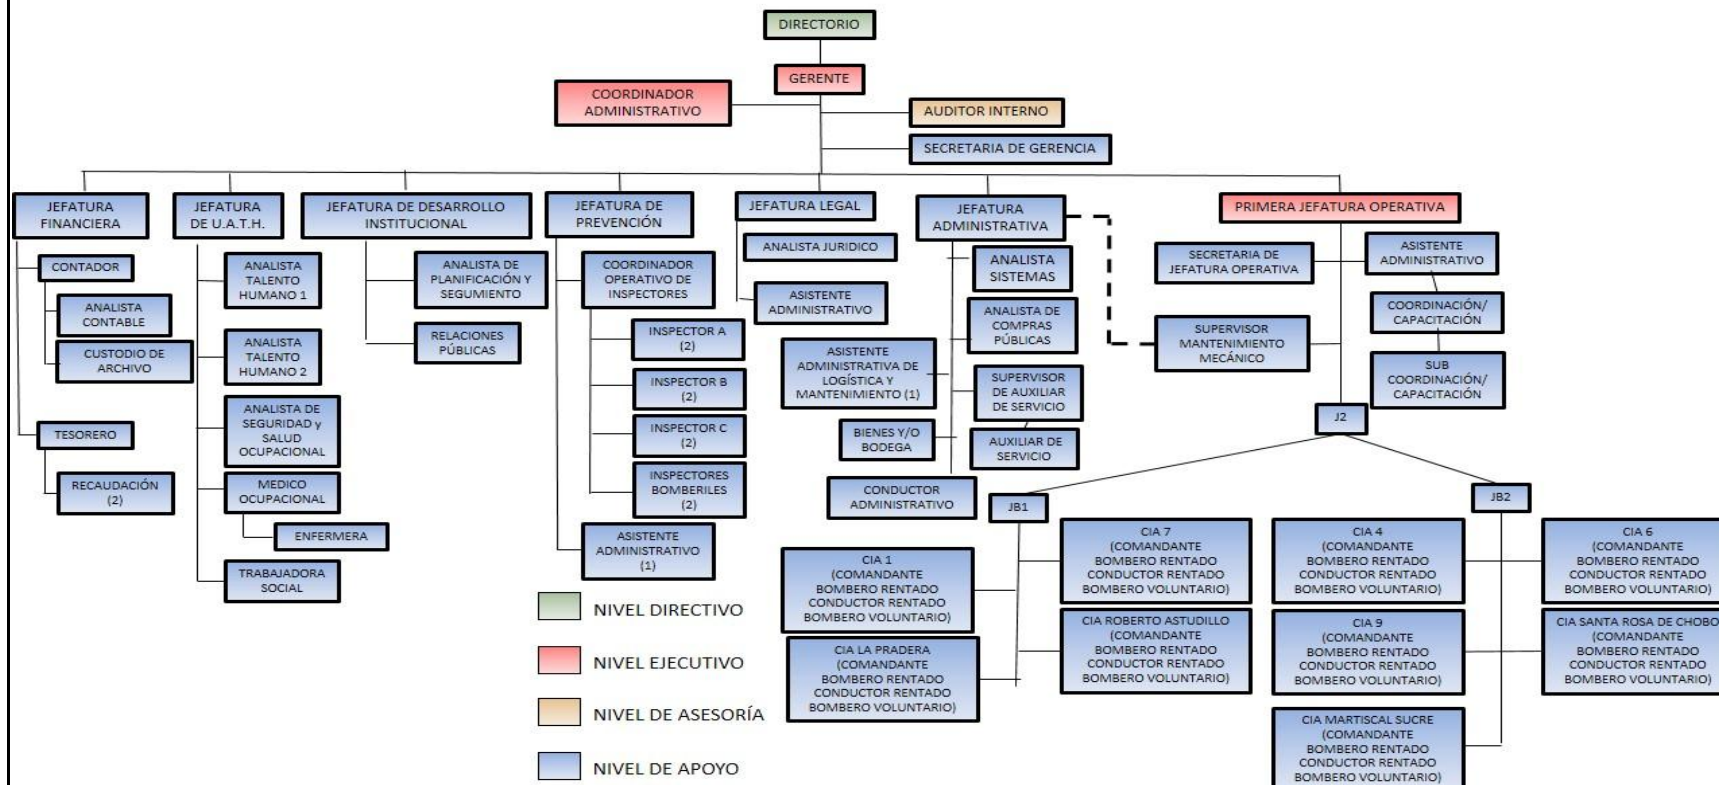 DIRECTORIO
GERENTE
COORDINADOR
ADMINISTRATIVO
AUDITOR INTERNO
SECRETARIA DE GERENCIA
JEFATURA
FINANCIERA
CONTADOR
ANALISTA
CONTABLE
CUSTODIO DE
ARCHIVO
TESORERO
RECAUDACIÓN
(2)
JEFATURA
DE U.A.T.H.
ANALISTA
TALENTO
HUMANO 1
ANALISTA
TALENTO
HUMANO 2
ANALISTA DE
SEGURIDAD y
SALUD
OCUPACIONAL
MEDICO
OCUPACIONAL
ENFERMERA
TRABAJADORA
SOCIAL
JEFATURA DE DESARROLLO
INSTITUCIONAL
ANALISTA DE
PLANIFICACIÓN Y
SEGUMIENTO
RELACIONES
PÚBLICAS
JEFATURA DE
PREVENCIÓN
COORDINADOR
OPERATIVO DE
INSPECTORES
INSPECTOR A
(2)
INSPECTOR B
(2)
INSPECTOR C
(2)
INSPECTORES
BOMBERILES
(2)
ASISTENTE
ADMINISTRATIVO
(1)
JEFATURA LEGAL
ANALISTA JURIDICO
ASISTENTE
ADMINISTRATIVO
JEFATURA
ADMINISTRATIVA
ANALISTA
SISTEMAS
ANALISTA DE
COMPRAS
PÚBLICAS
ASISTENTE
ADMINISTRATIVA DE
LOGÍSTICA Y
MANTENIMIENTO (1)
SUPERVISOR
DE AUXILIAR
DE SERVICIO
BIENES Y/O
BODEGA
AUXILIAR DE
SERVICIO
CONDUCTOR
ADMINISTRATIVO
PRIMERA JEFATURA OPERATIVA
SECRETARIA DE
JEFATURA OPERATIVA
ASISTENTE
ADMINISTRATIVO
COORDINACIÓN/
CAPACITACIÓN
SUPERVISOR
MANTENIMIENTO
MECÁNICO
SUB
COORDINACIÓN/
CAPACITACIÓN
J2
JB1
JB2
CIA 1
(COMANDANTE
BOMBERO RENTADO
CONDUCTOR RENTADO
BOMBERO VOLUNTARIO)
CIA 7
(COMANDANTE
BOMBERO RENTADO
CONDUCTOR RENTADO
BOMBERO VOLUNTARIO)
CIA LA PRADERA
(COMANDANTE
BOMBERO RENTADO
CONDUCTOR RENTADO
BOMBERO VOLUNTARIO)
CIA ROBERTO ASTUDILLO
(COMANDANTE
BOMBERO RENTADO
CONDUCTOR RENTADO
BOMBERO VOLUNTARIO)
CIA 4
(COMANDANTE
BOMBERO RENTADO
CONDUCTOR RENTADO
BOMBERO VOLUNTARIO)
CIA 6
(COMANDANTE
BOMBERO RENTADO
CONDUCTOR RENTADO
BOMBERO VOLUNTARIO)
CIA 9
(COMANDANTE
BOMBERO RENTADO
CONDUCTOR RENTADO
BOMBERO VOLUNTARIO)
CIA SANTA ROSA DE CHOBO
(COMANDANTE
BOMBERO RENTADO
CONDUCTOR RENTADO
BOMBERO VOLUNTARIO)
CIA MARTISCAL SUCRE
(COMANDANTE
BOMBERO RENTADO
CONDUCTOR RENTADO
BOMBERO VOLUNTARIO)
NIVEL DIRECTIVO
NIVEL EJECUTIVO
NIVEL DE ASESORÍA
NIVEL DE APOYO